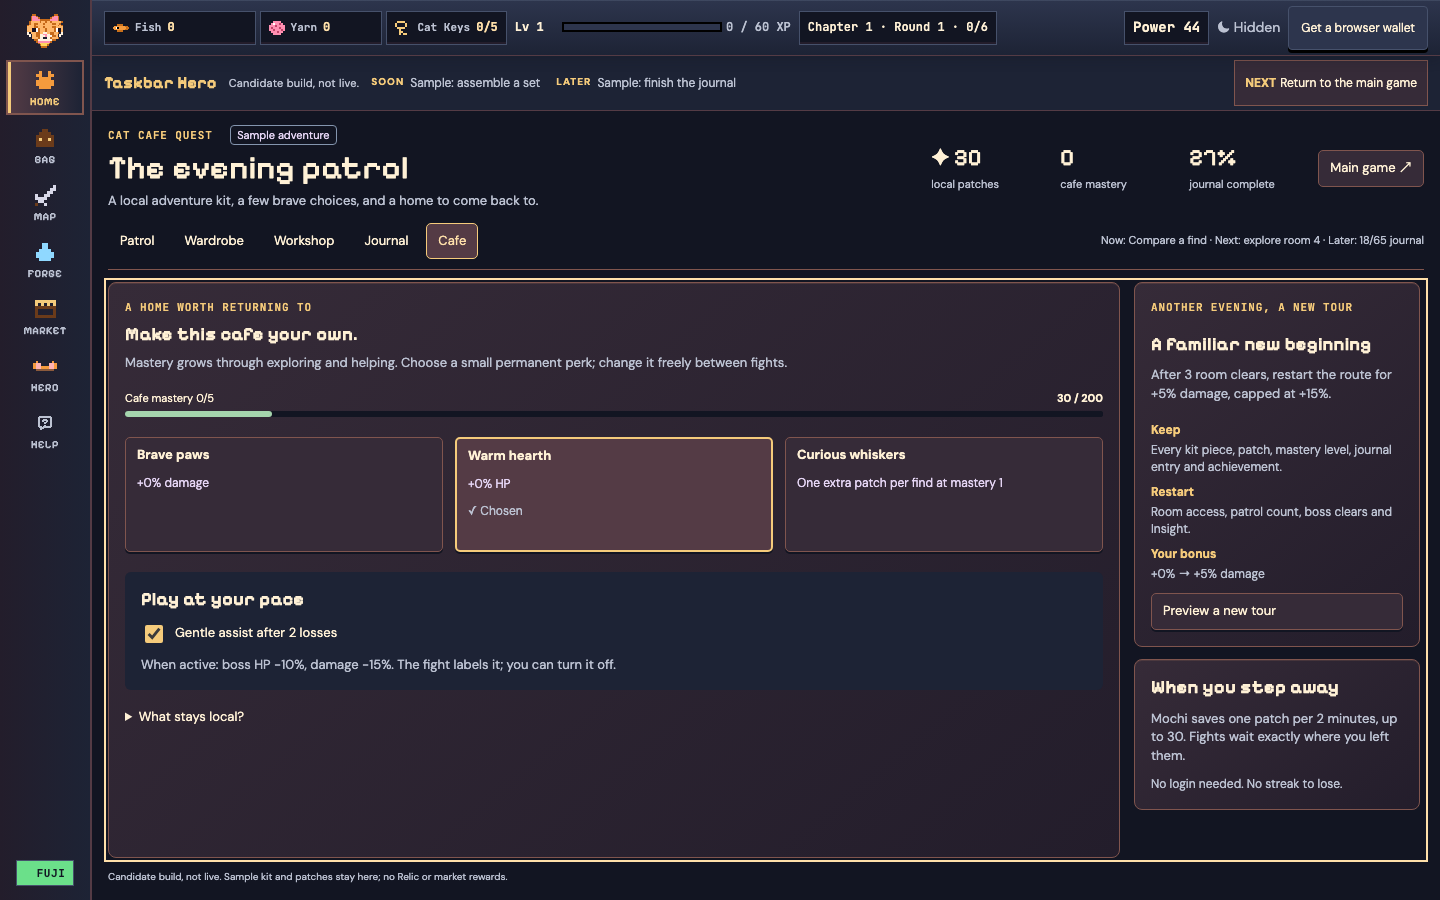 Fish 0
Yarn 0
Cat Keys 0/5
Lv 1
0 / 60 XP
Chapter 1 · Round 1 · 0/6
Power 44
Hidden
Get a browser wallet
HOME
BAG
MAP
FORGE
MARKET
HERO
HELP
FUJI
Taskbar Hero
Candidate build, not live.
SOON Sample: assemble a set
LATER Sample: finish the journal
NEXT Return to the main game
CAT CAFE QUEST
Sample adventure
The evening patrol
A local adventure kit, a few brave choices, and a home to come back to.
30
local patches
0
cafe mastery
27%
journal complete
Main game ↗
Patrol
Wardrobe
Workshop
Journal
Cafe
Now: Compare a find · Next: explore room 4 · Later: 18/65 journal
A HOME WORTH RETURNING TO
Make this cafe your own.
Mastery grows through exploring and helping. Choose a small permanent perk; change it freely between fights.
Cafe mastery 0/5
30 / 200
Brave paws
+0% damage
Warm hearth
+0% HP
✓ Chosen
Curious whiskers
One extra patch per find at mastery 1
Play at your pace
Gentle assist after 2 losses
When active: boss HP -10%, damage -15%. The fight labels it; you can turn it off.
What stays local?
ANOTHER EVENING, A NEW TOUR
A familiar new beginning
After 3 room clears, restart the route for
+5% damage, capped at +15%.
Keep
Every kit piece, patch, mastery level, journal
entry and achievement.
Restart
Room access, patrol count, boss clears and
Insight.
Your bonus
+0% → +5% damage
Preview a new tour
When you step away
Mochi saves one patch per 2 minutes, up
to 30. Fights wait exactly where you left
them.
No login needed. No streak to lose.
Candidate build, not live. Sample kit and patches stay here; no Relic or market rewards.